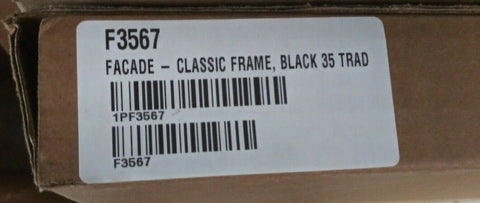 F3567
FACADE - CLASSIC FRAME, BLACK 35 TRAD
1PF3567
F3567